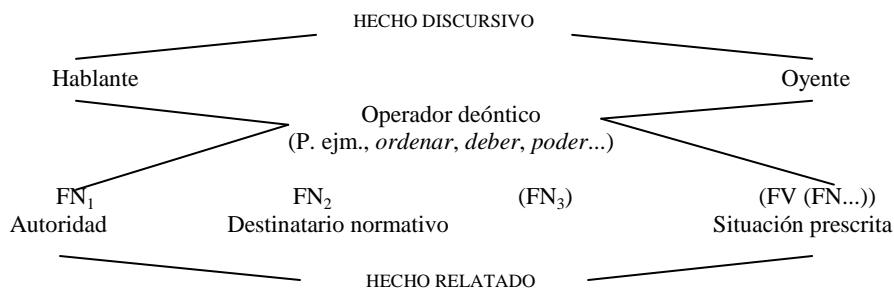 HECHO DISCURSIVO
Hablante Oyente
Operador deóntico
(P. ejm., ordenar, deber, poder...)
FN₁ FN₂ (FN₃) (FV (FN...))
Autoridad Destinatario normativo Situación prescrita
HECHO RELATADO